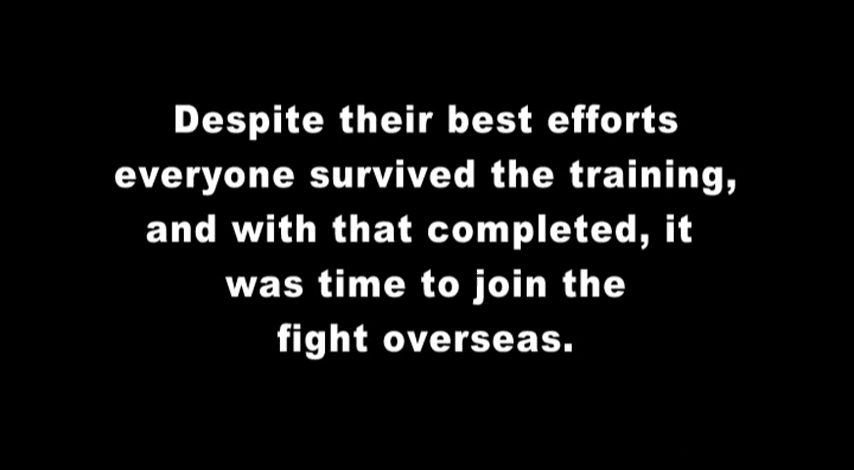 Despite their best efforts
everyone survived the training,
and with that completed, it
was time to join the
fight overseas.